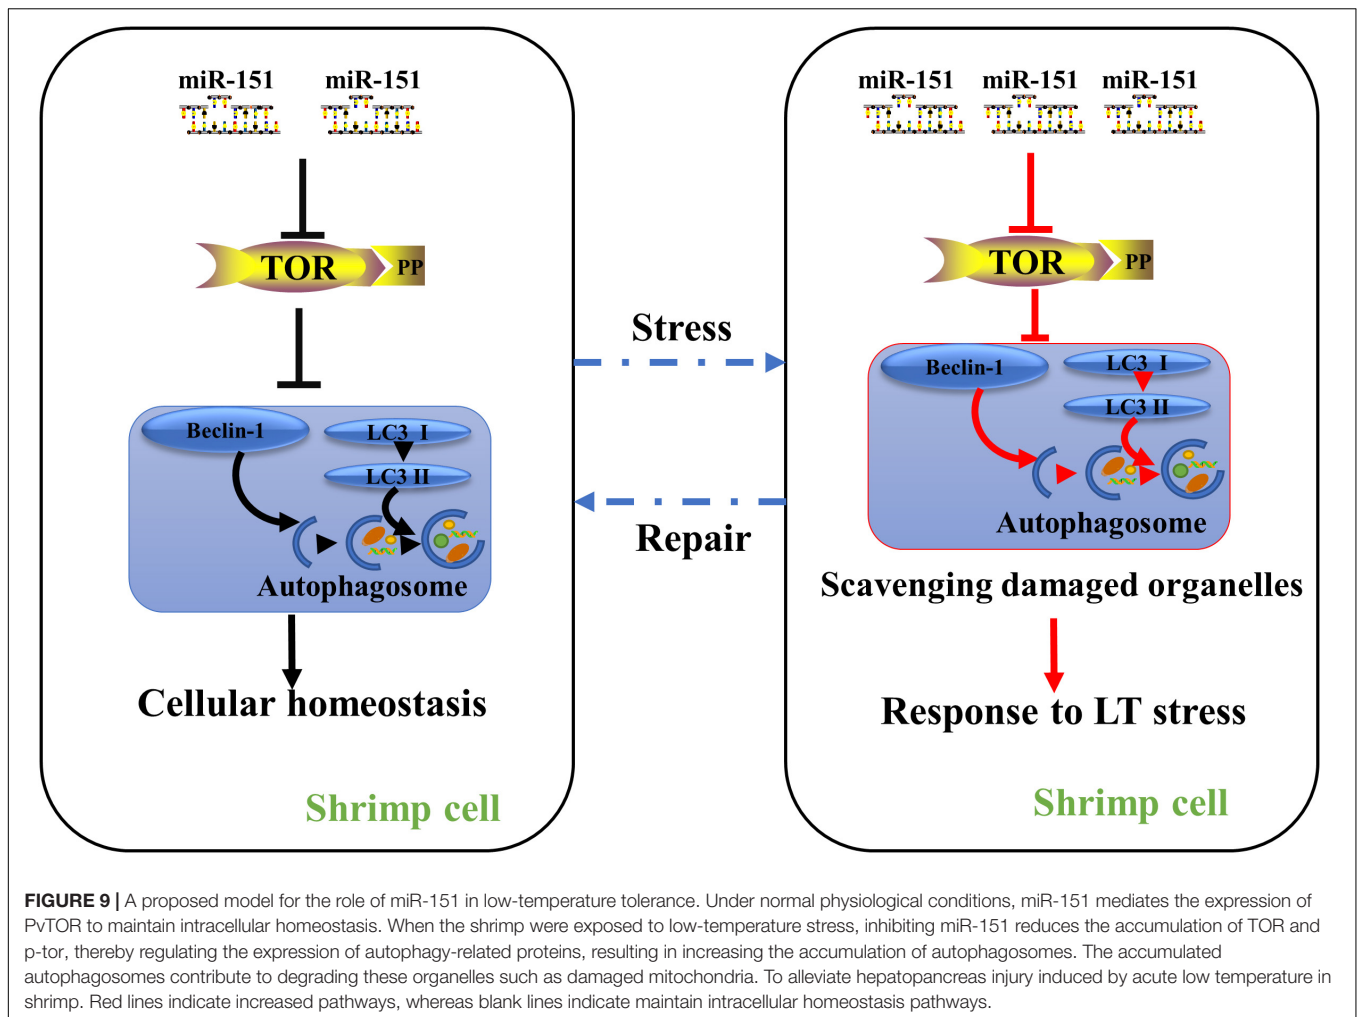 miR-151
miR-151
TOR
PP
Beclin-1
LC3 I
LC3 II
Autophagosome
Cellular homeostasis
Shrimp cell
Stress
Repair
miR-151
miR-151
miR-151
TOR
PP
Beclin-1
LC3 I
LC3 II
Autophagosome
Scavenging damaged organelles
Response to LT stress
Shrimp cell
FIGURE 9 | A proposed model for the role of miR-151 in low-temperature tolerance. Under normal physiological conditions, miR-151 mediates the expression of
PvTOR to maintain intracellular homeostasis. When the shrimp were exposed to low-temperature stress, inhibiting miR-151 reduces the accumulation of TOR and
p-tor, thereby regulating the expression of autophagy-related proteins, resulting in increasing the accumulation of autophagosomes. The accumulated
autophagosomes contribute to degrading these organelles such as damaged mitochondria. To alleviate hepatopancreas injury induced by acute low temperature in
shrimp. Red lines indicate increased pathways, whereas blank lines indicate maintain intracellular homeostasis pathways.